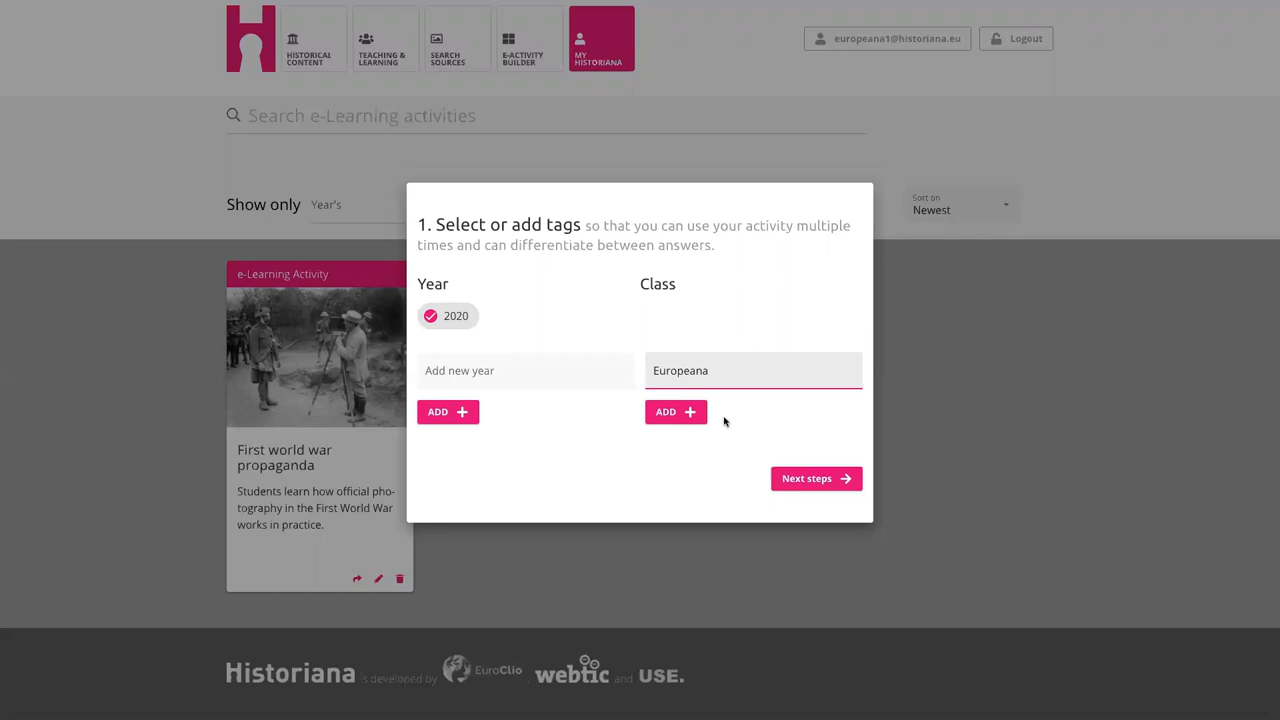 HISTORICAL
CONTENT
TEACHING &
LEARNING
SEARCH
SOURCES
E-ACTIVITY
BUILDER
MY
HISTORIANA
europeana1@historiana.eu
Logout
Search e-Learning activities
Show only
Year's
Sort on
Newest
1. Select or add tags so that you can use your activity multiple
times and can differentiate between answers.
Year
Class
2020
Add new year
Europeana
ADD
ADD
Next steps
e-Learning Activity
First world war
propaganda
Students learn how official pho-
tography in the First World War
works in practice.
Historiana is developed by EuroClio webtic and USE.